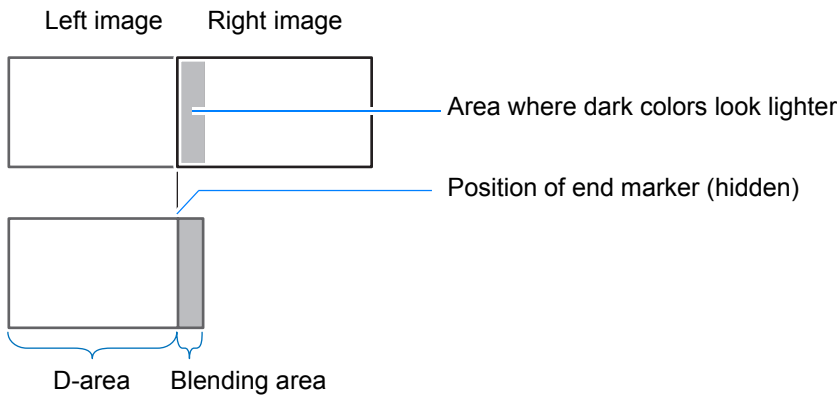 Left image
Right image
Area where dark colors look lighter
Position of end marker (hidden)
D-area
Blending area